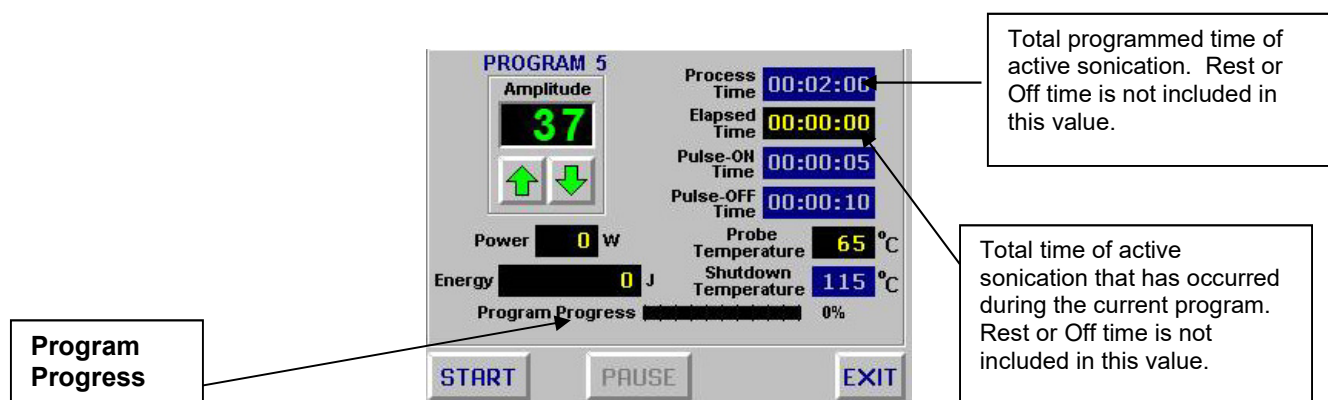 PROGRAM 5
Amplitude
37
Power 0 W
Energy 0 J
Process
Time 00:02:00
Elapsed
Time 00:00:00
Pulse-ON
Time 00:00:05
Pulse-OFF
Time 00:00:10
Probe
Temperature 65 °C
Shutdown
Temperature 115 °C
Program Progress 0%
START PAUSE EXIT
Total programmed time of
active sonication. Rest or
Off time is not included in
this value.
Total time of active
sonication that has occurred
during the current program.
Rest or Off time is not
included in this value.
Program
Progress